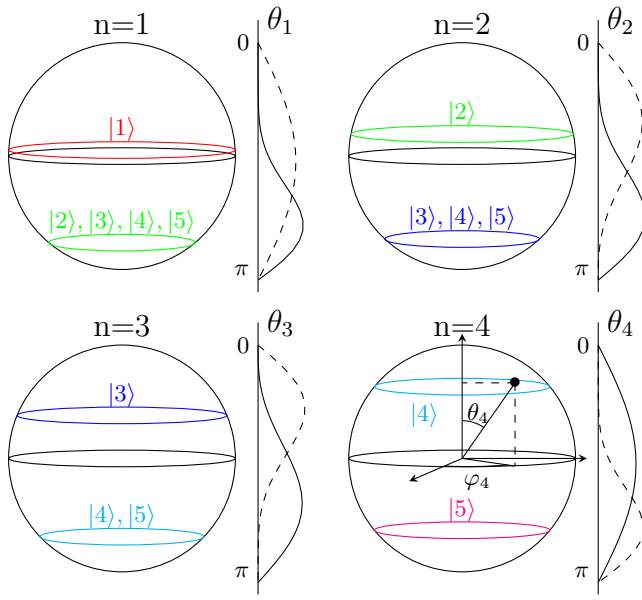 n=1
θ₁
0
|1⟩
|2⟩, |3⟩, |4⟩, |5⟩
π
n=2
θ₂
0
|2⟩
|3⟩, |4⟩, |5⟩
π
n=3
θ₃
0
|3⟩
|4⟩, |5⟩
π
n=4
θ₄
0
|4⟩
θ₄
φ₄
|5⟩
π